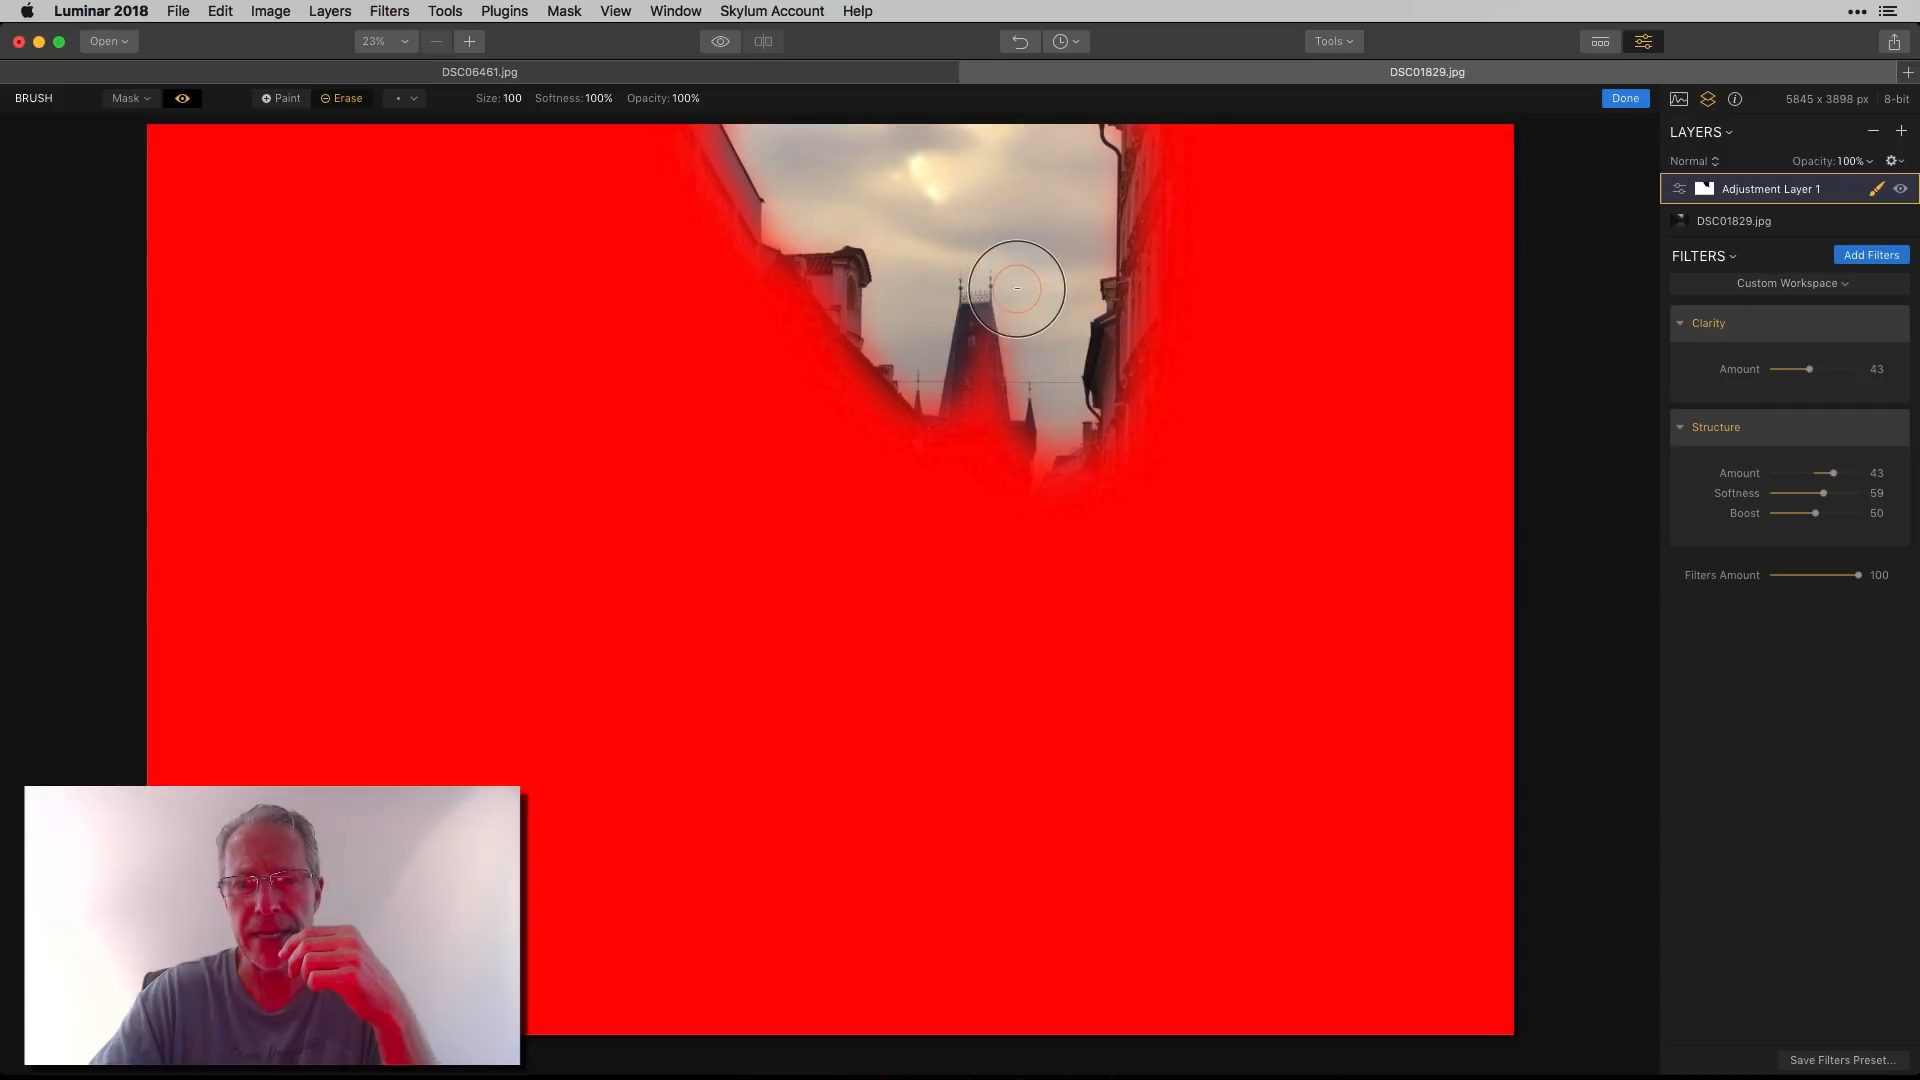 Luminar 2018 File Edit Image Layers Filters Tools Plugins Mask View Window Skylum Account Help
Open 23% Tools
DSC06461.jpg DSC01829.jpg
BRUSH Mask Paint Erase Size: 100 Softness: 100% Opacity: 100% Done 5845 x 3898 px 8-bit
LAYERS
Normal Opacity: 100%
Adjustment Layer 1
DSC01829.jpg
FILTERS Add Filters
Custom Workspace
Clarity
Amount 43
Structure
Amount 43
Softness 59
Boost 50
Filters Amount 100
Save Filters Preset...